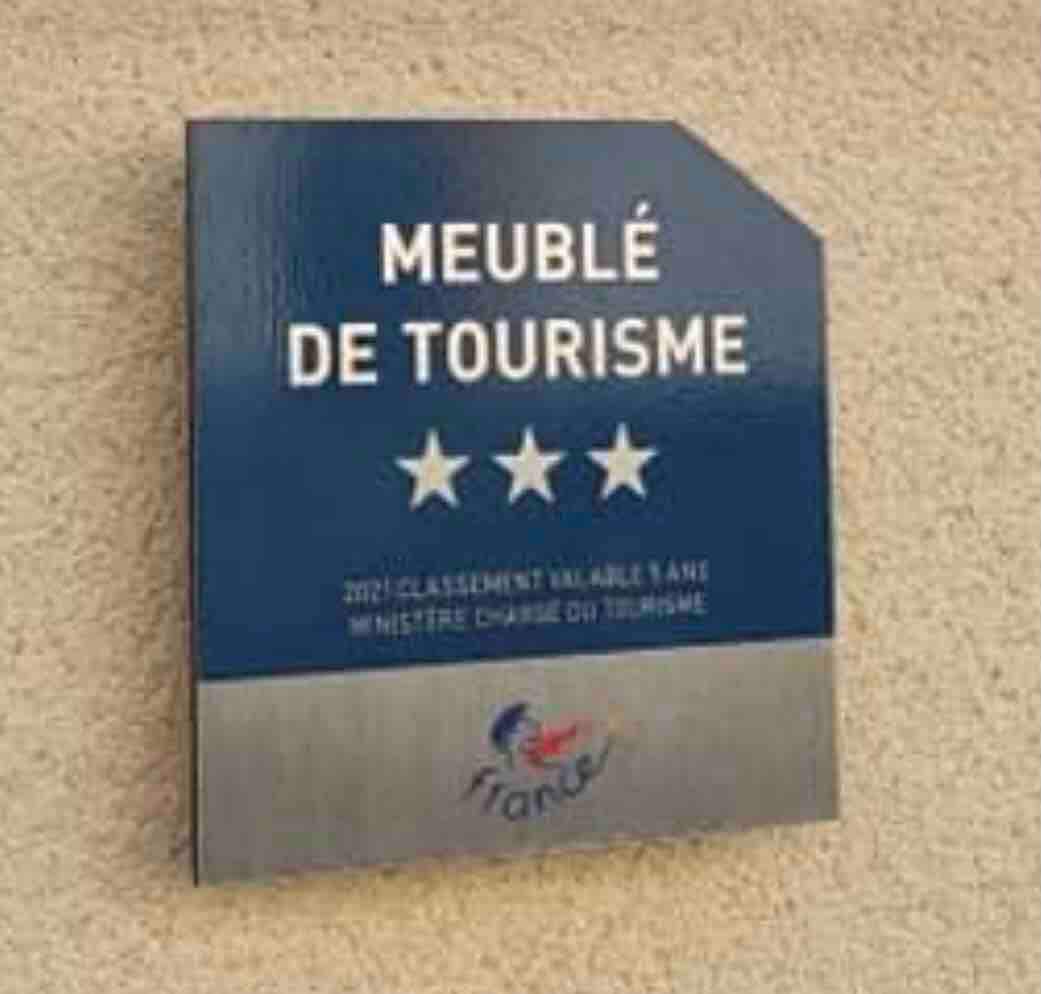 MEUBLÉ
DE TOURISME
2021 CLASSEMENT VALABLE 5 ANS
MINISTÈRE CHARGÉ DU TOURISME
france